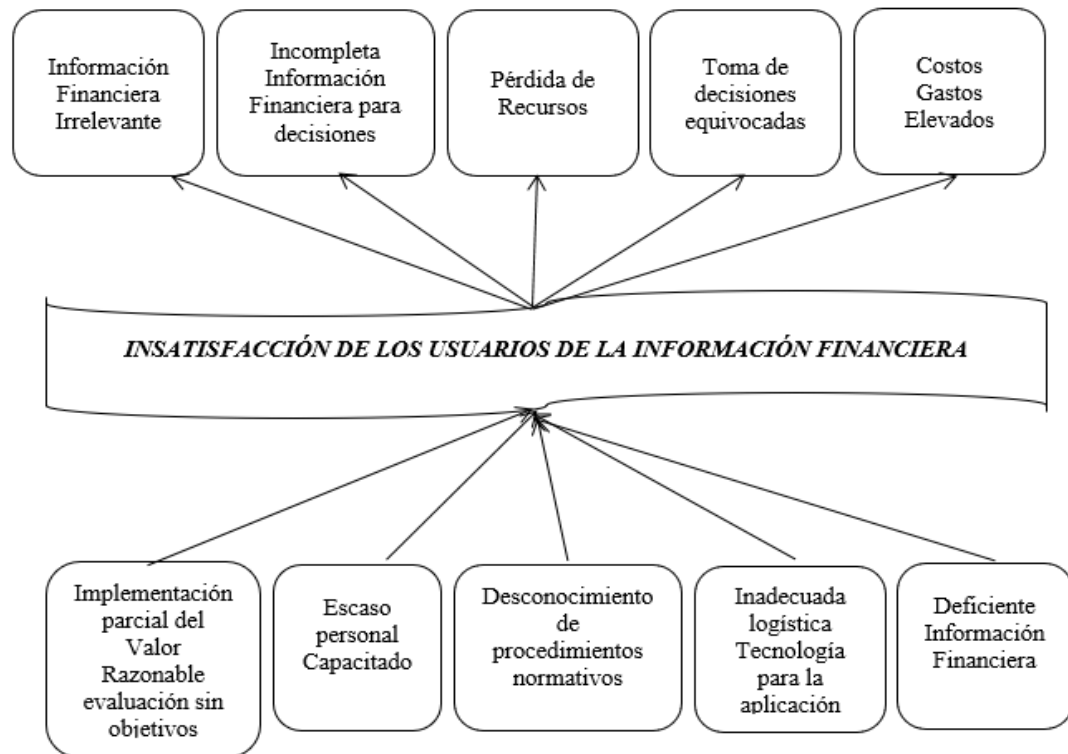 Información
Financiera
Irrelevante
Incompleta
Información
Financiera para
decisiones
Pérdida de
Recursos
Toma de
decisiones
equivocadas
Costos
Gastos
Elevados
INSATISFACCIÓN DE LOS USUARIOS DE LA INFORMACIÓN FINANCIERA
Implementación
parcial del
Valor
Razonable
evaluación sin
objetivos
Escaso
personal
Capacitado
Desconocimiento
de
procedimientos
normativos
Inadecuada
logística
Tecnología
para la
aplicación
Deficiente
Información
Financiera